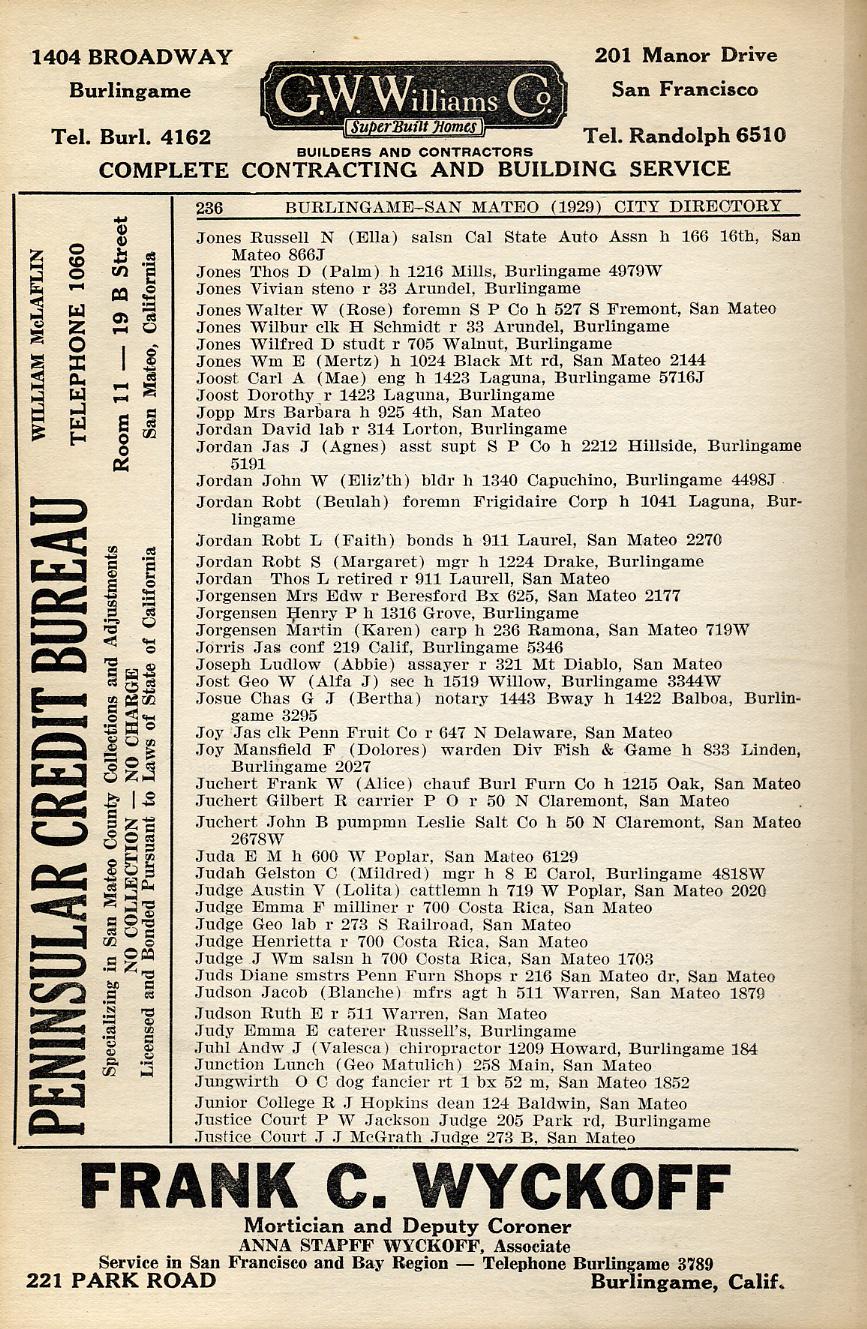 1404 BROADWAY
Burlingame
Tel. Burl. 4162
G.W. Williams Co.
Super Built Homes
BUILDERS AND CONTRACTORS
201 Manor Drive
San Francisco
Tel. Randolph 6510
COMPLETE CONTRACTING AND BUILDING SERVICE
PENINSULAR CREDIT BUREAU
Specializing in San Mateo County Collections and Adjustments
NO COLLECTION — NO CHARGE
Licensed and Bonded Pursuant to Laws of State of California
WILLIAM McLAFLIN
TELEPHONE 1060
Room 11 — 19 B Street
San Mateo, California
236 BURLINGAME-SAN MATEO (1929) CITY DIRECTORY
Jones Russell N (Ella) salsn Cal State Auto Assn h 166 16th, San
Mateo 866J
Jones Thos D (Palm) h 1216 Mills, Burlingame 4979W
Jones Vivian steno r 33 Arundel, Burlingame
Jones Walter W (Rose) foremn S P Co h 527 S Fremont, San Mateo
Jones Wilbur clk H Schmidt r 33 Arundel, Burlingame
Jones Wilfred D studt r 705 Walnut, Burlingame
Jones Wm E (Mertz) h 1024 Black Mt rd, San Mateo 2144
Joost Carl A (Mae) eng h 1423 Laguna, Burlingame 5716J
Joost Dorothy r 1423 Laguna, Burlingame
Jopp Mrs Barbara h 925 4th, San Mateo
Jordan David lab r 314 Lorton, Burlingame
Jordan Jas J (Agnes) asst supt S P Co h 2212 Hillside, Burlingame
5191
Jordan John W (Eliz'th) bldr h 1340 Capuchino, Burlingame 4498J
Jordan Robt (Beulah) foremn Frigidaire Corp h 1041 Laguna, Bur-
lingame
Jordan Robt L (Faith) bonds h 911 Laurel, San Mateo 2270
Jordan Robt S (Margaret) mgr h 1224 Drake, Burlingame
Jordan Thos L retired r 911 Laurell, San Mateo
Jorgensen Mrs Edw r Beresford Bx 625, San Mateo 2177
Jorgensen Henry P h 1316 Grove, Burlingame
Jorgensen Martin (Karen) carp h 236 Ramona, San Mateo 719W
Jorris Jas conf 219 Calif, Burlingame 5346
Joseph Ludlow (Abbie) assayer r 321 Mt Diablo, San Mateo
Jost Geo W (Alfa J) sec h 1519 Willow, Burlingame 3344W
Josue Chas G J (Bertha) notary 1443 Bway h 1422 Balboa, Burlin-
game 3295
Joy Jas clk Penn Fruit Co r 647 N Delaware, San Mateo
Joy Mansfield F (Dolores) warden Div Fish & Game h 833 Linden,
Burlingame 2027
Juchert Frank W (Alice) chauf Burl Furn Co h 1215 Oak, San Mateo
Juchert Gilbert R carrier P O r 50 N Claremont, San Mateo
Juchert John B pumpmn Leslie Salt Co h 50 N Claremont, San Mateo
2678W
Juda E M h 600 W Poplar, San Mateo 6129
Judah Gelston C (Mildred) mgr h 8 E Carol, Burlingame 4818W
Judge Austin V (Lolita) cattlemn h 719 W Poplar, San Mateo 2020
Judge Emma F milliner r 700 Costa Rica, San Mateo
Judge Geo lab r 273 S Railroad, San Mateo
Judge Henrietta r 700 Costa Rica, San Mateo
Judge J Wm salsn h 700 Costa Rica, San Mateo 1703
Juds Diane smstrs Penn Furn Shops r 216 San Mateo dr, San Mateo
Judson Jacob (Blanche) mfrs agt h 511 Warren, San Mateo 1879
Judson Ruth E r 511 Warren, San Mateo
Judy Emma E caterer Russell's, Burlingame
Juhl Andw J (Valesca) chiropractor 1209 Howard, Burlingame 184
Junction Lunch (Geo Matulich) 258 Main, San Mateo
Jungwirth O C dog fancier rt 1 bx 52 m, San Mateo 1852
Junior College R J Hopkins dean 124 Baldwin, San Mateo
Justice Court P W Jackson Judge 205 Park rd, Burlingame
Justice Court J J McGrath Judge 273 B, San Mateo
FRANK C. WYCKOFF
Mortician and Deputy Coroner
ANNA STAPFF WYCKOFF, Associate
Service in San Francisco and Bay Region — Telephone Burlingame 3789
221 PARK ROAD Burlingame, Calif.